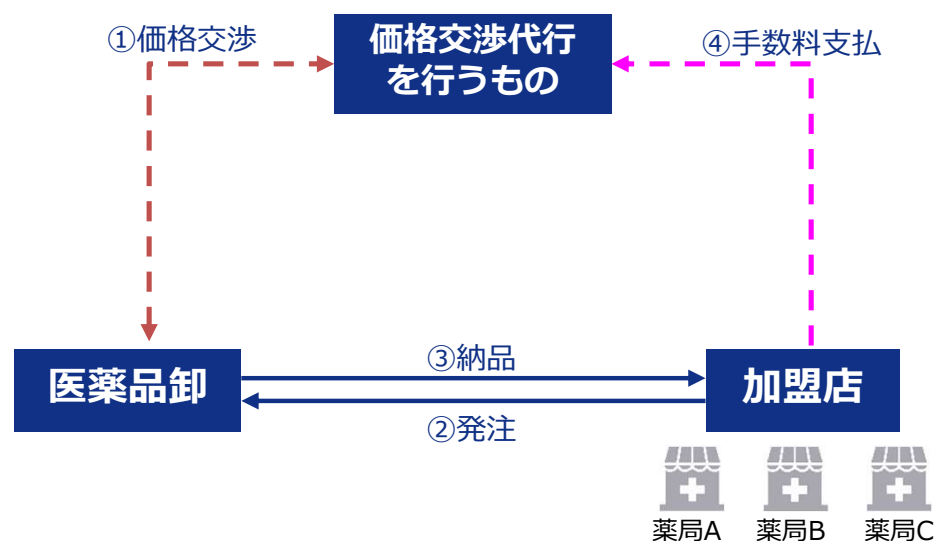 ①価格交渉
価格交渉代行
を行うもの
④手数料支払
医薬品卸
③納品
②発注
加盟店
薬局A
薬局B
薬局C